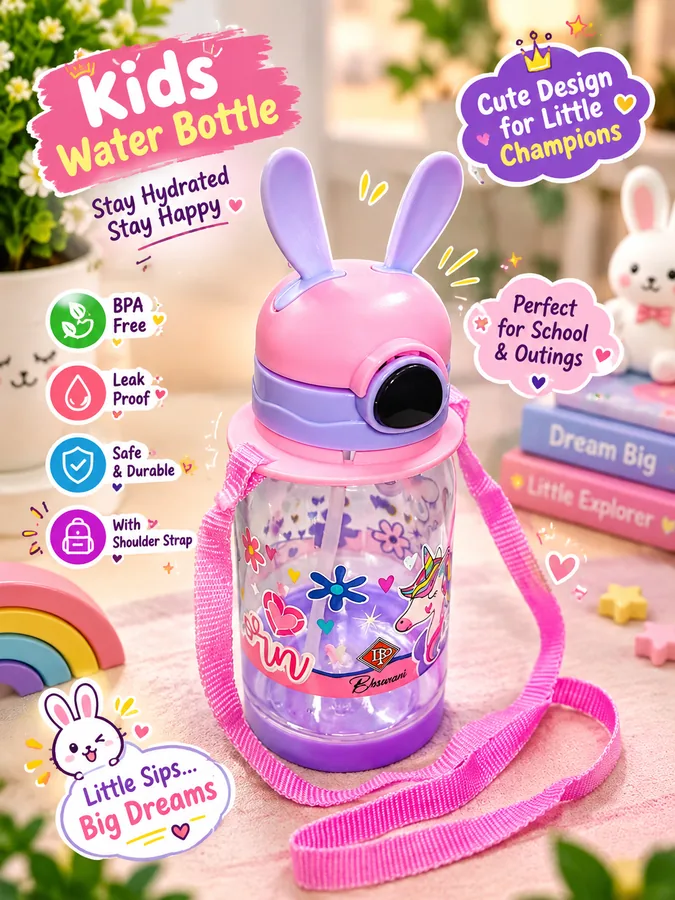 Kids
Water Bottle
Stay Hydrated
Stay Happy
Cute Design
for Little
Champions
BPA
Free
Leak
Proof
Safe
& Durable
With
Shoulder Strap
Perfect
for School
& Outings
Dream Big
Little Explorer
Little Sips...
Big Dreams